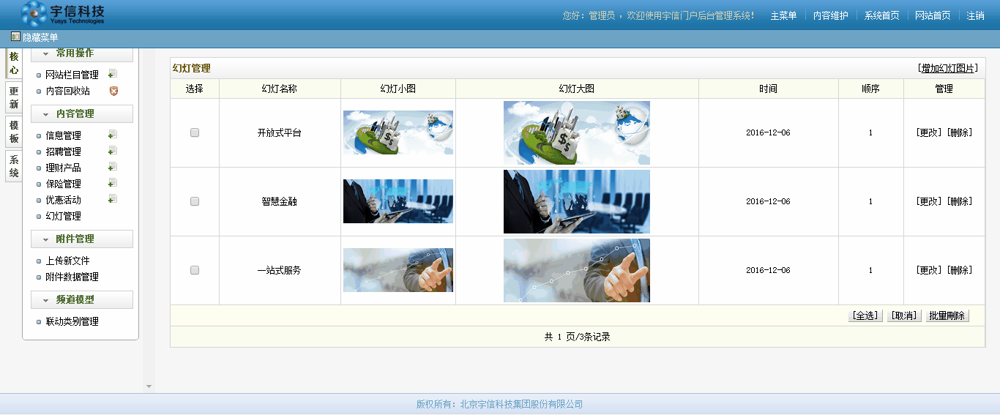 宇信科技
Yusys Technologies
您好：管理员 ，欢迎使用宇信门户后台管理系统！ 主菜单 内容维护 系统首页 网站首页 注销
隐藏菜单
核心
更新
模板
系统
常用操作
网站栏目管理
内容回收站
内容管理
信息管理
招聘管理
理财产品
保险管理
优惠活动
幻灯管理
附件管理
上传新文件
附件数据管理
频道模型
联动类别管理
幻灯管理 [增加幻灯图片]
选择 幻灯名称 幻灯小图 幻灯大图 时间 顺序 管理
开放式平台 2016-12-06 1 [更改] [删除]
智慧金融 2016-12-06 1 [更改] [删除]
一站式服务 2016-12-06 1 [更改] [删除]
[全选] [取消] 批量删除
共 1 页/3条记录
版权所有：北京宇信科技集团股份有限公司